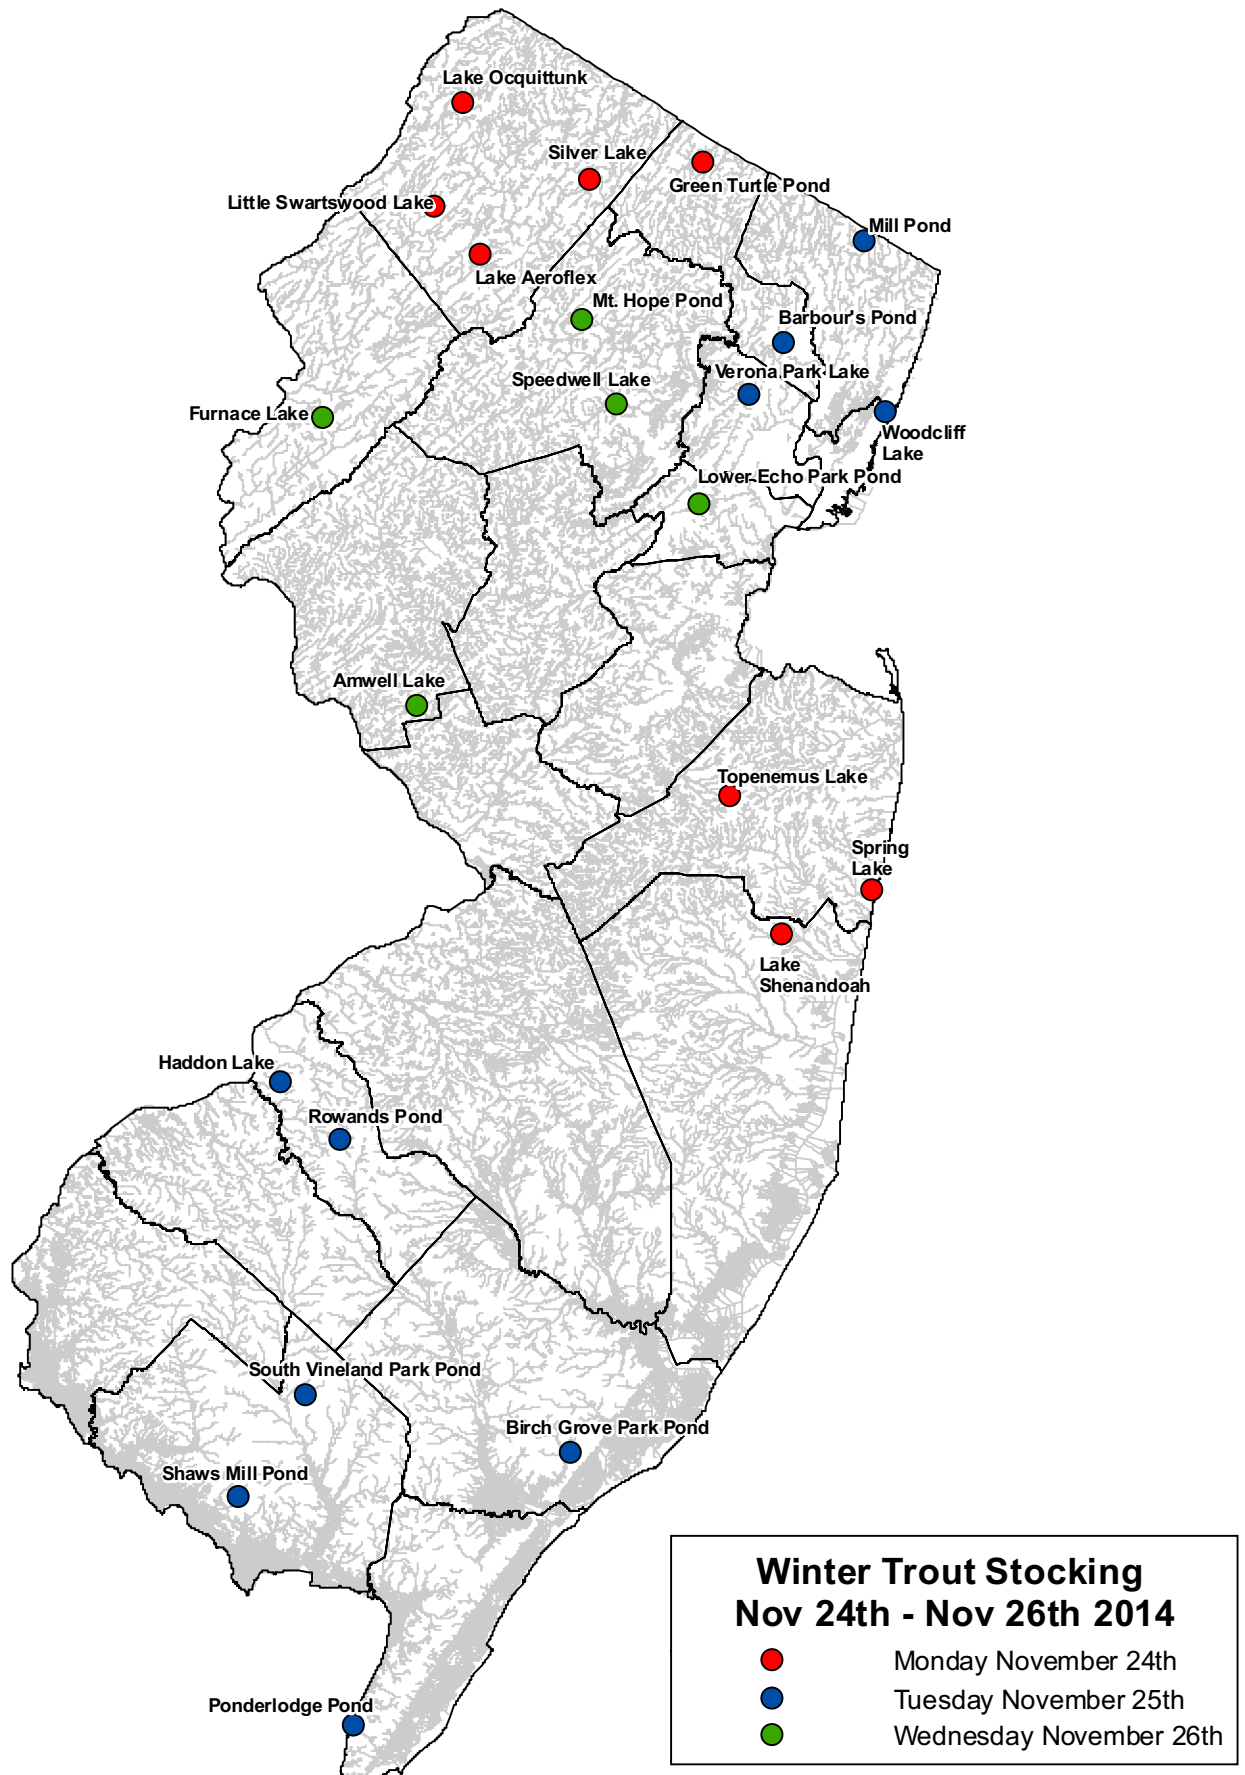 Lake Ocquittunk
Silver Lake
Green Turtle Pond
Little Swartswood Lake
Mill Pond
Lake Aeroflex
Mt. Hope Pond
Barbour's Pond
Verona Park Lake
Speedwell Lake
Furnace Lake
Woodcliff
Lake
Lower Echo Park Pond
Amwell Lake
Topenemus Lake
Spring
Lake
Lake
Shenandoah
Haddon Lake
Rowands Pond
South Vineland Park Pond
Birch Grove Park Pond
Shaws Mill Pond
Ponderlodge Pond
Winter Trout Stocking
Nov 24th - Nov 26th 2014
Monday November 24th
Tuesday November 25th
Wednesday November 26th